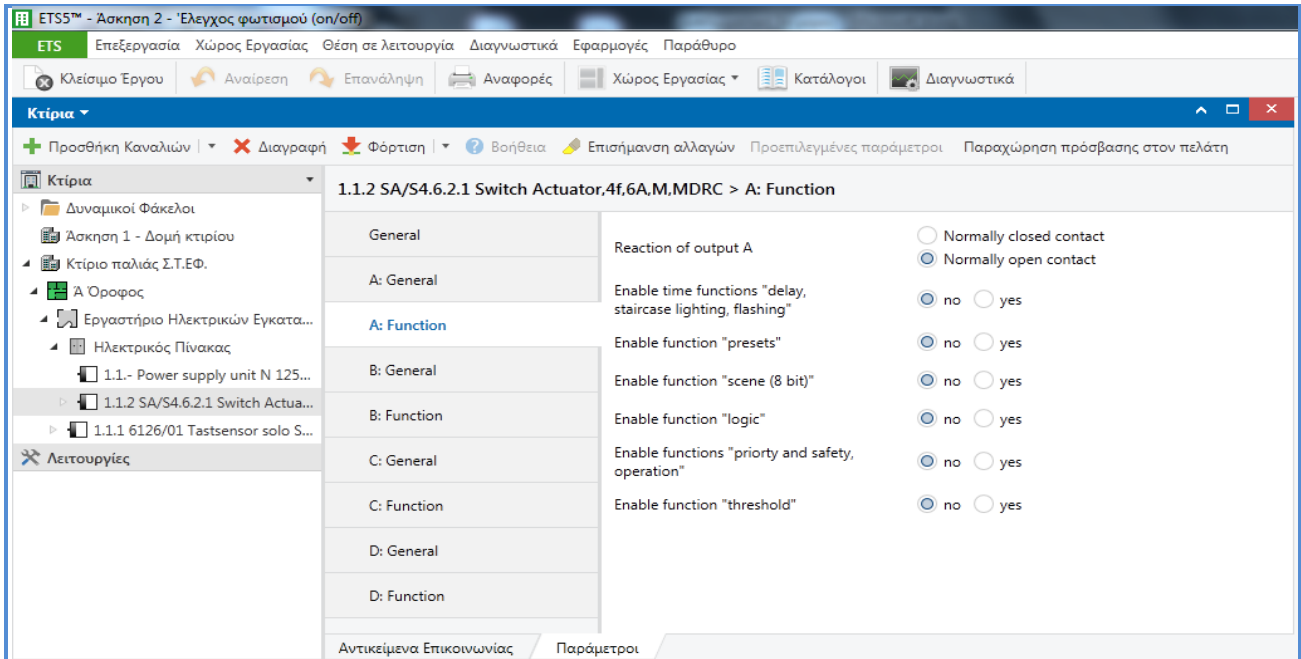 ETS5™ - Άσκηση 2 - 'Έλεγχος φωτισμού (on/off)
ETS Επεξεργασία Χώρος Εργασίας Θέση σε λειτουργία Διαγνωστικά Εφαρμογές Παράθυρο
Κλείσιμο Έργου Αναίρεση Επανάληψη Αναφορές Χώρος Εργασίας Κατάλογοι Διαγνωστικά
Κτίρια
Προσθήκη Καναλιών Διαγραφή Φόρτιση Βοήθεια Επισήμανση αλλαγών Προεπιλεγμένες παράμετροι Παραχώρηση πρόσβασης στον πελάτη
Κτίρια
Δυναμικοί Φάκελοι
Άσκηση 1 - Δομή κτιρίου
Κτίριο παλιάς Σ.Τ.ΕΦ.
Ά Όροφος
Εργαστήριο Ηλεκτρικών Εγκατα...
Ηλεκτρικός Πίνακας
1.1.- Power supply unit N 125...
1.1.2 SA/S4.6.2.1 Switch Actua...
1.1.1 6126/01 Tastsensor solo S...
Λειτουργίες
1.1.2 SA/S4.6.2.1 Switch Actuator,4f,6A,M,MDRC > A: Function
General
A: General
A: Function
B: General
B: Function
C: General
C: Function
D: General
D: Function
Reaction of output A
Normally closed contact
Normally open contact
Enable time functions "delay,
staircase lighting, flashing"
no yes
Enable function "presets"
no yes
Enable function "scene (8 bit)"
no yes
Enable function "logic"
no yes
Enable functions "priorty and safety,
operation"
no yes
Enable function "threshold"
no yes
Αντικείμενα Επικοινωνίας Παράμετροι